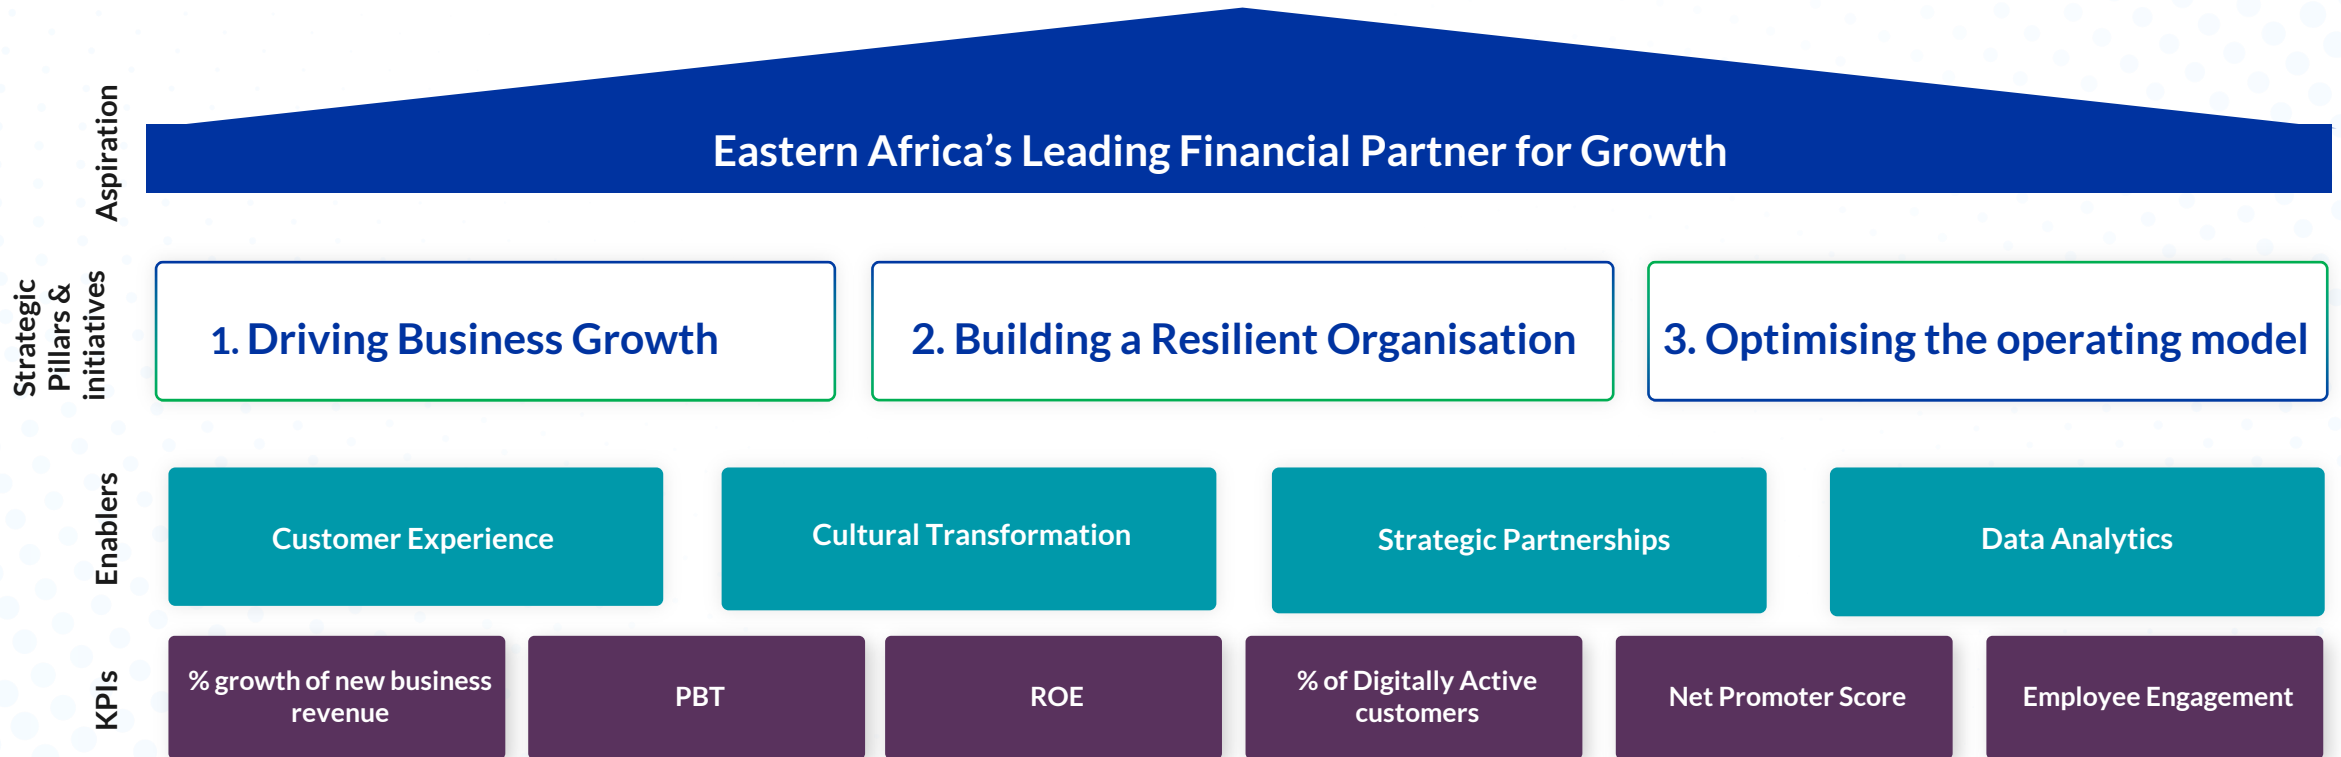 Aspiration
Eastern Africa’s Leading Financial Partner for Growth
Strategic
Pillars &
initiatives
1. Driving Business Growth
2. Building a Resilient Organisation
3. Optimising the operating model
Enablers
Customer Experience
Cultural Transformation
Strategic Partnerships
Data Analytics
KPIs
% growth of new business
revenue
PBT
ROE
% of Digitally Active
customers
Net Promoter Score
Employee Engagement